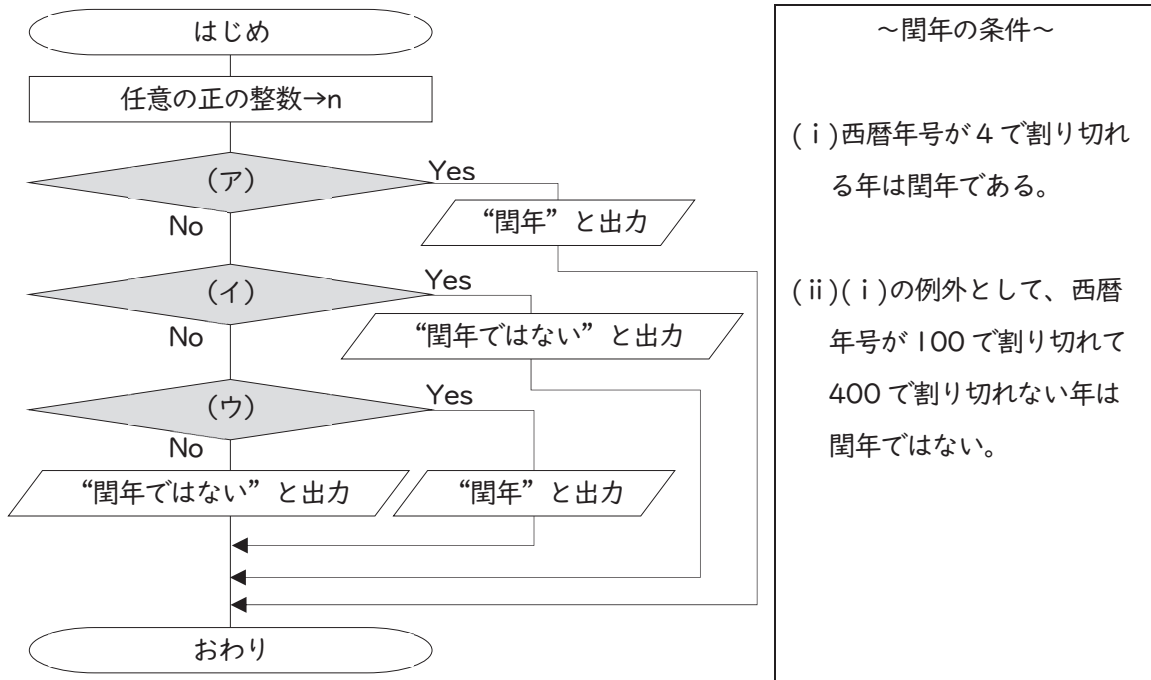 はじめ
任意の正の整数→n
(ア)
Yes
“閏年” と出力
No
(イ)
Yes
“閏年ではない” と出力
No
(ウ)
Yes
No
“閏年ではない” と出力
“閏年” と出力
おわり
～閏年の条件～
(ⅰ)西暦年号が4で割り切れ
る年は閏年である。
(ⅱ)(ⅰ)の例外として、西暦
年号が100で割り切れて
400で割り切れない年は
閏年ではない。